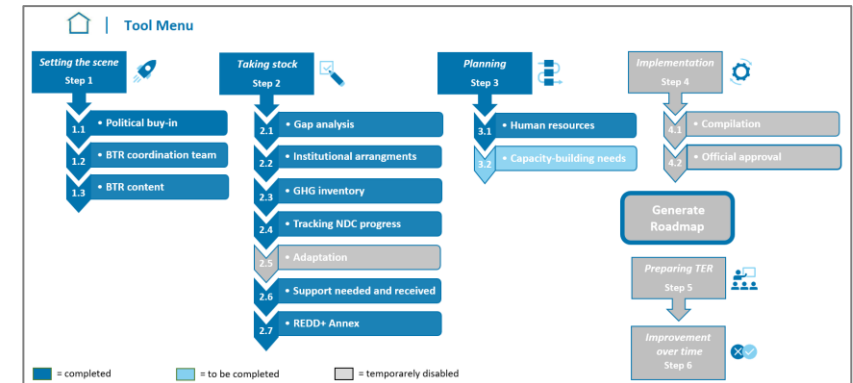 Tool Menu
Setting the scene
Step 1
1.1 • Political buy-in
1.2 • BTR coordination team
1.3 • BTR content
Taking stock
Step 2
2.1 • Gap analysis
2.2 • Institutional arrangments
2.3 • GHG inventory
2.4 • Tracking NDC progress
2.5 • Adaptation
2.6 • Support needed and received
2.7 • REDD+ Annex
Planning
Step 3
3.1 • Human resources
3.2 • Capacity-building needs
Implementation
Step 4
4.1 • Compilation
4.2 • Official approval
Generate
Roadmap
Preparing TER
Step 5
Improvement
over time
Step 6
= completed
= to be completed
= temporarely disabled